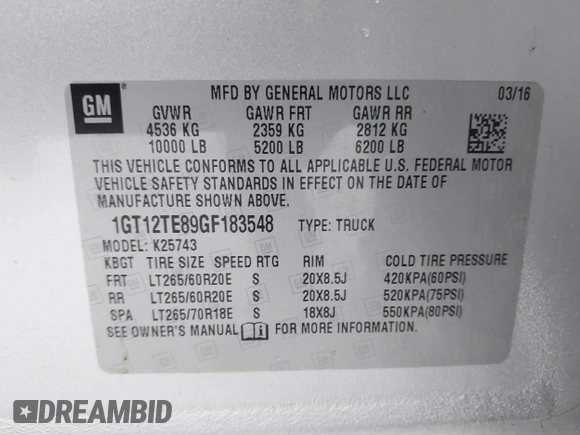 GM
MFD BY GENERAL MOTORS LLC 03/16
GVWR GAWR FRT GAWR RR
4536 KG 2359 KG 2812 KG
10000 LB 5200 LB 6200 LB
THIS VEHICLE CONFORMS TO ALL APPLICABLE U.S. FEDERAL MOTOR
VEHICLE SAFETY STANDARDS IN EFFECT ON THE DATE OF
MANUFACTURE SHOWN ABOVE.
1GT12TE89GF183548 TYPE: TRUCK
MODEL: K25743
KBGT TIRE SIZE SPEED RTG RIM COLD TIRE PRESSURE
FRT LT265/60R20E S 20X8.5J 420KPA(60PSI)
RR LT265/60R20E S 20X8.5J 520KPA(75PSI)
SPA LT265/70R18E S 18X8J 550KPA(80PSI)
SEE OWNER'S MANUAL FOR MORE INFORMATION.
DREAMBID